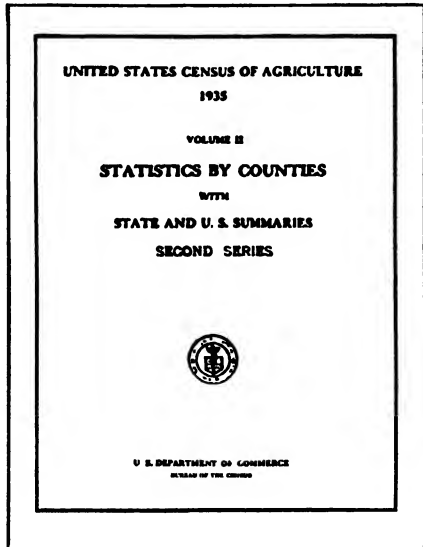 UNITED STATES CENSUS OF AGRICULTURE
1935
VOLUME II
STATISTICS BY COUNTIES
WITH
STATE AND U. S. SUMMARIES
SECOND SERIES
U. S. DEPARTMENT OF COMMERCE
BUREAU OF THE CENSUS